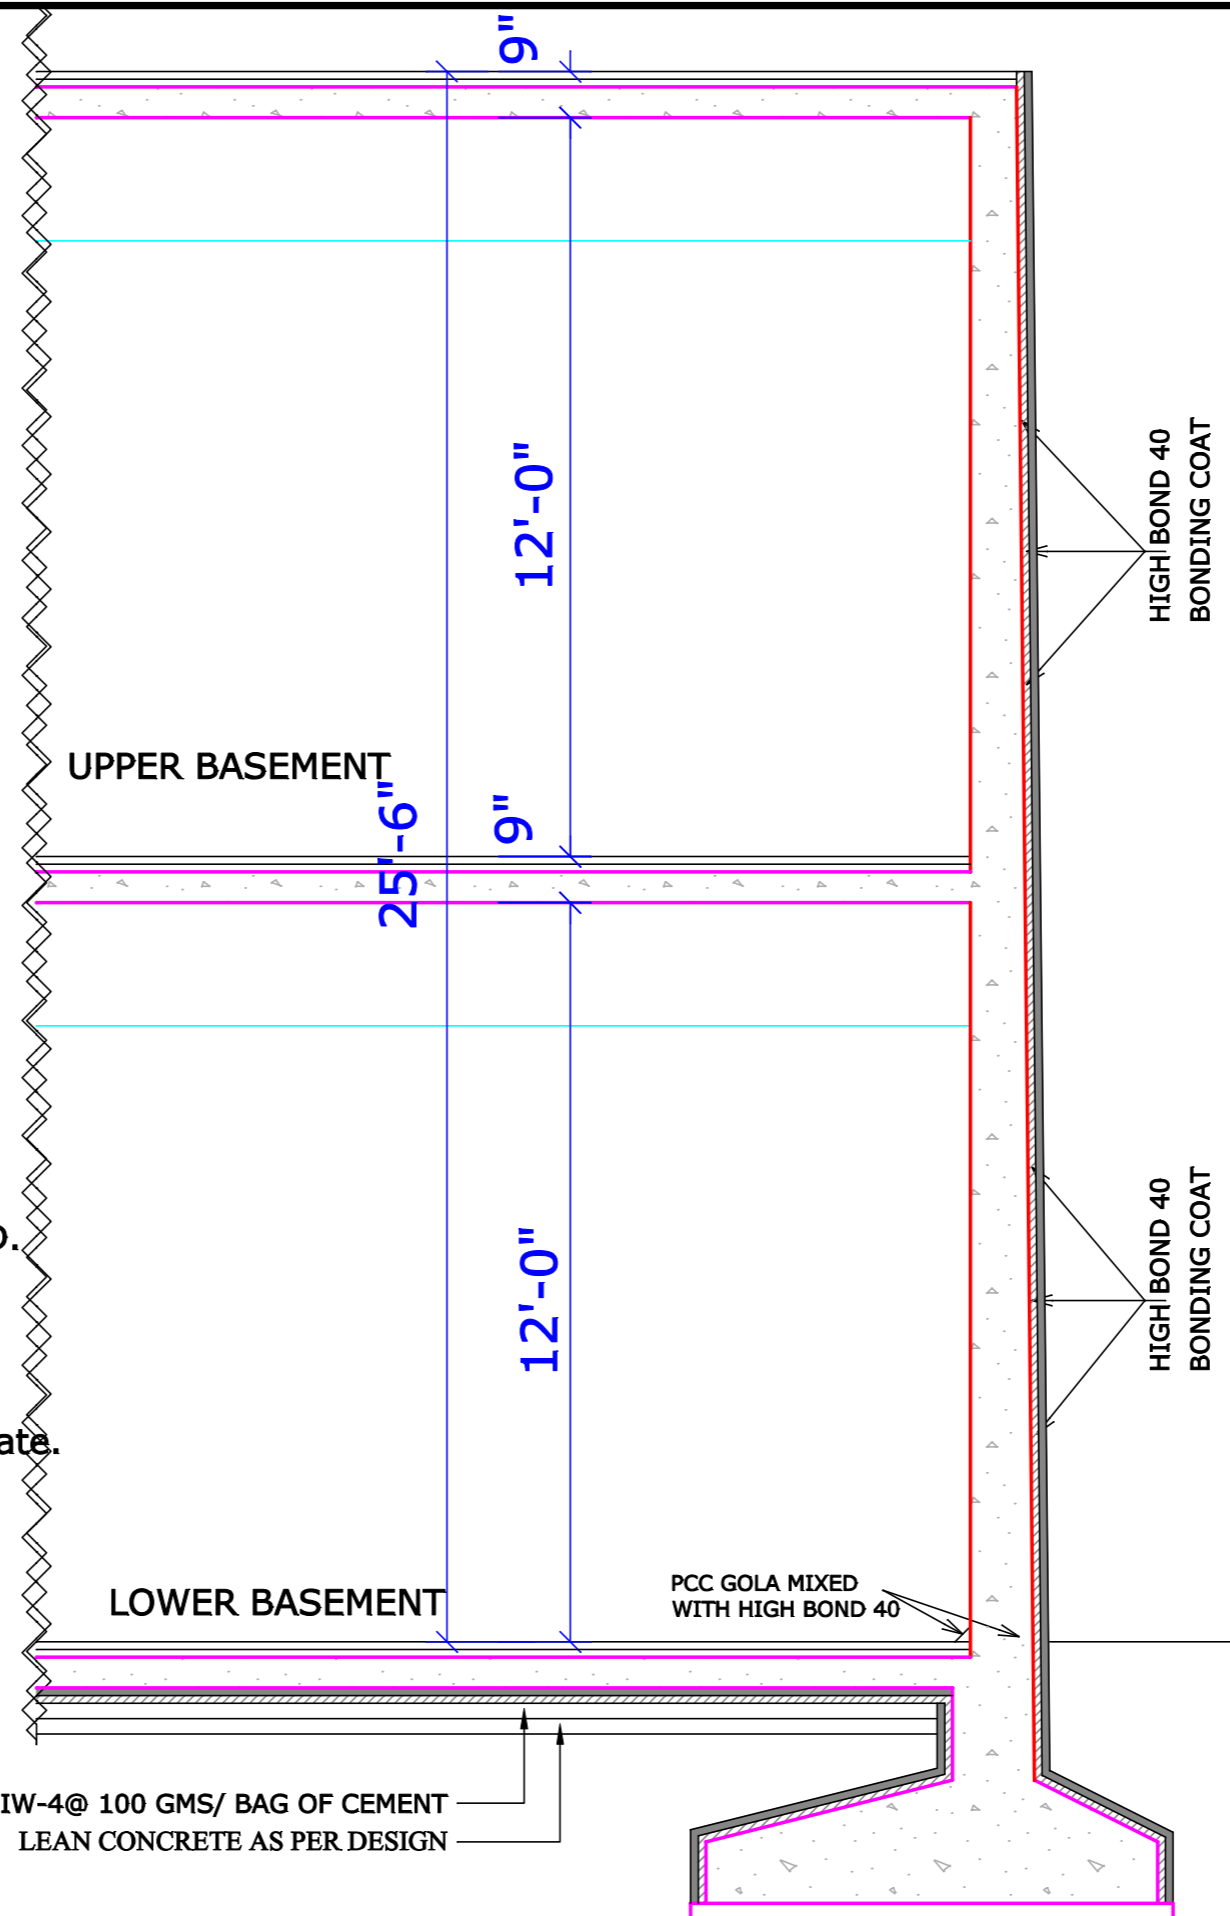 9"
12'-0"
HIGH BOND 40
BONDING COAT
UPPER BASEMENT
25'-6"
9"
HIGH BOND 40
BONDING COAT
12'-0"
ate.
LOWER BASEMENT
PCC GOLA MIXED
WITH HIGH BOND 40
IW-4@ 100 GMS/ BAG OF CEMENT
LEAN CONCRETE AS PER DESIGN